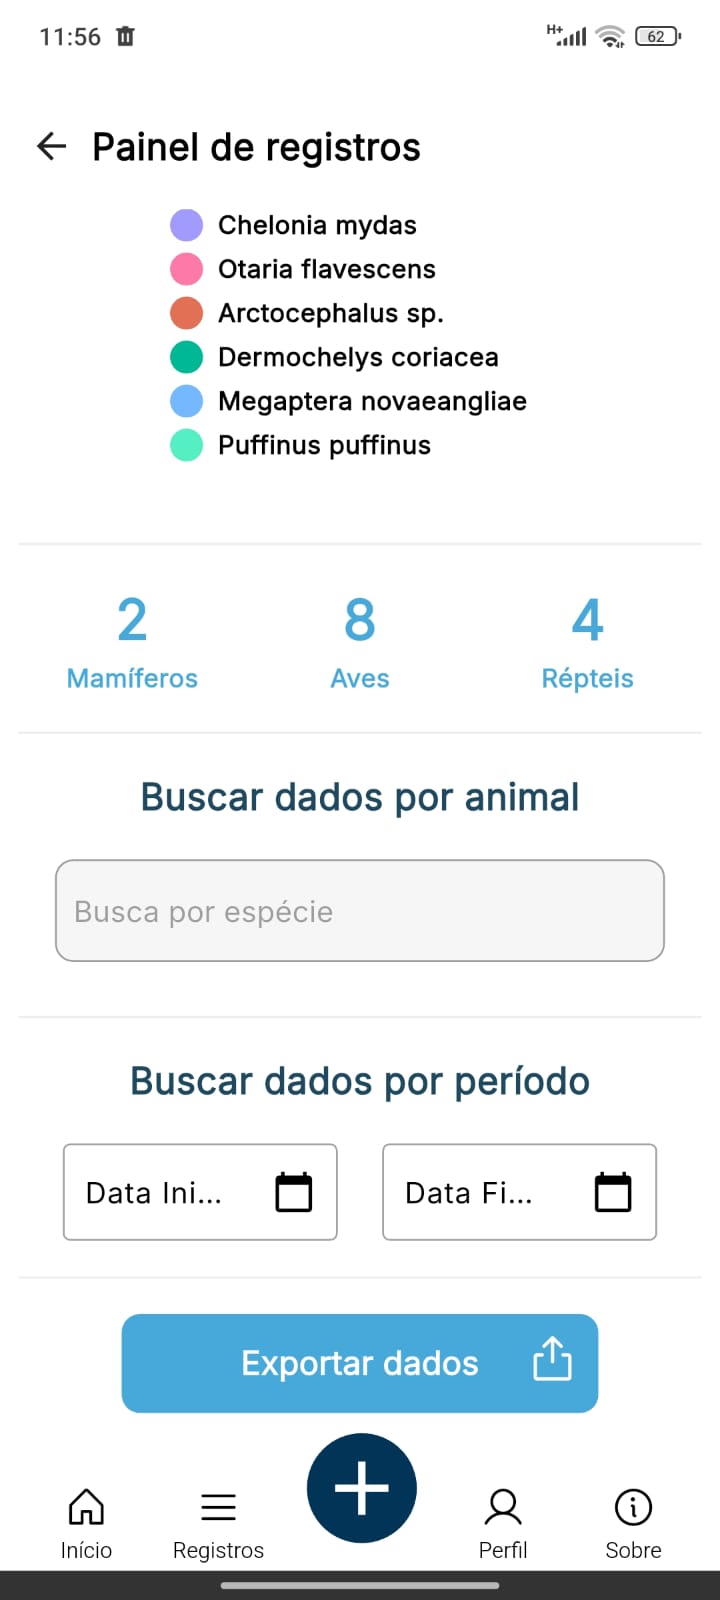 11:56
H+
62
Painel de registros
Chelonia mydas
Otaria flavescens
Arctocephalus sp.
Dermochelys coriacea
Megaptera novaeangliae
Puffinus puffinus
2 8 4
Mamíferos Aves Répteis
Buscar dados por animal
Busca por espécie
Buscar dados por período
Data Ini... Data Fi...
Exportar dados
Início Registros Perfil Sobre